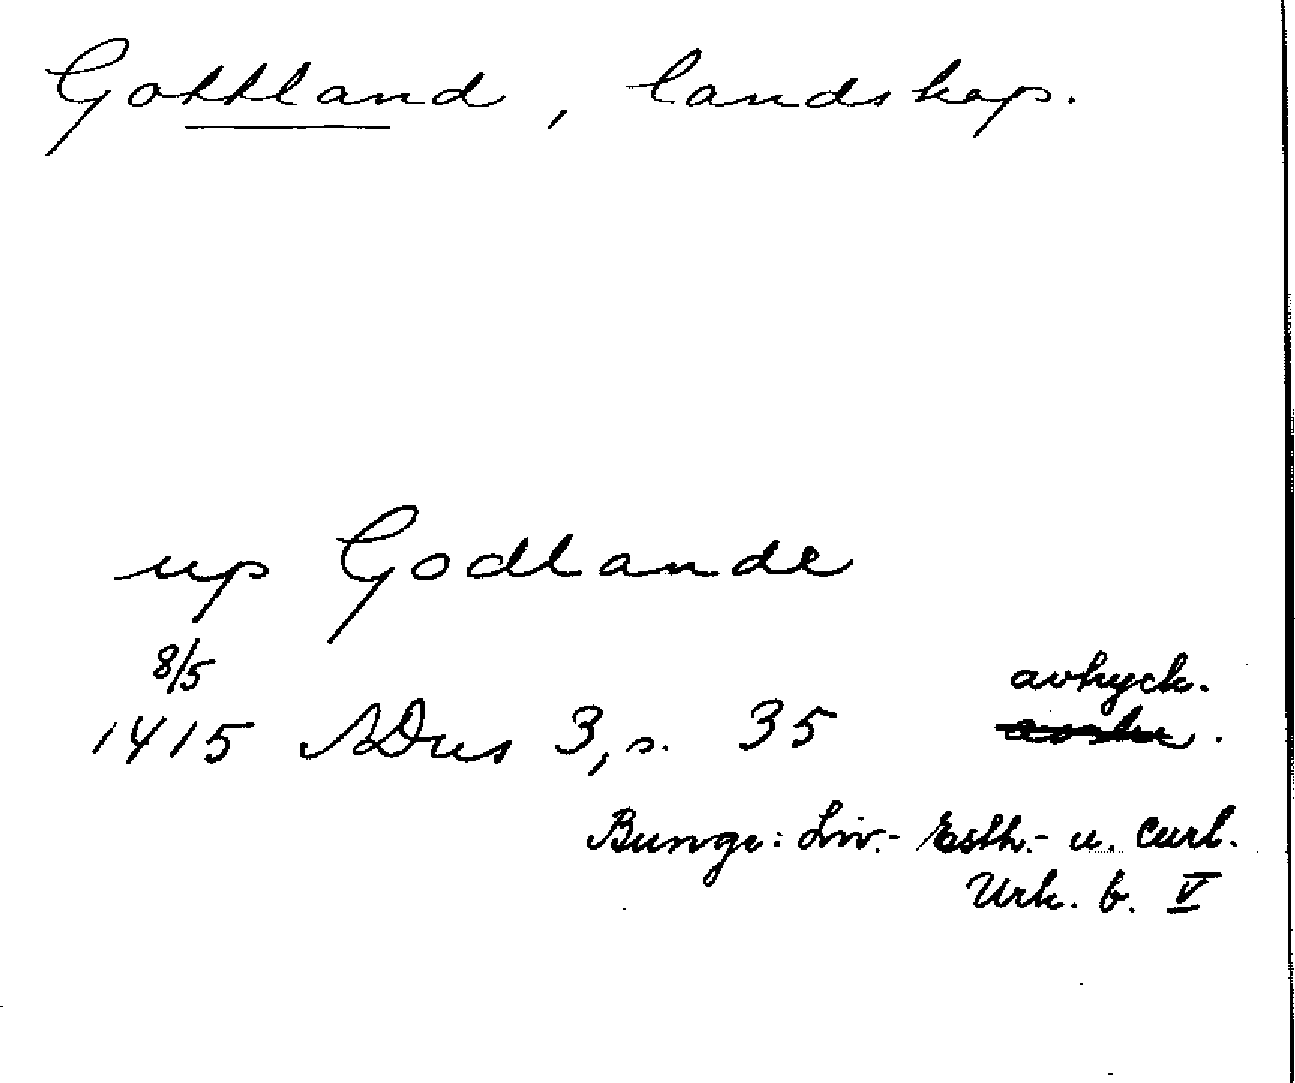 Gottland, landskap.
up Godlande
8/5
avtryck.
1415 SDns 3, s. 35
Bunge: Liv.- Esth.- u. Curl.
Urk. b. V